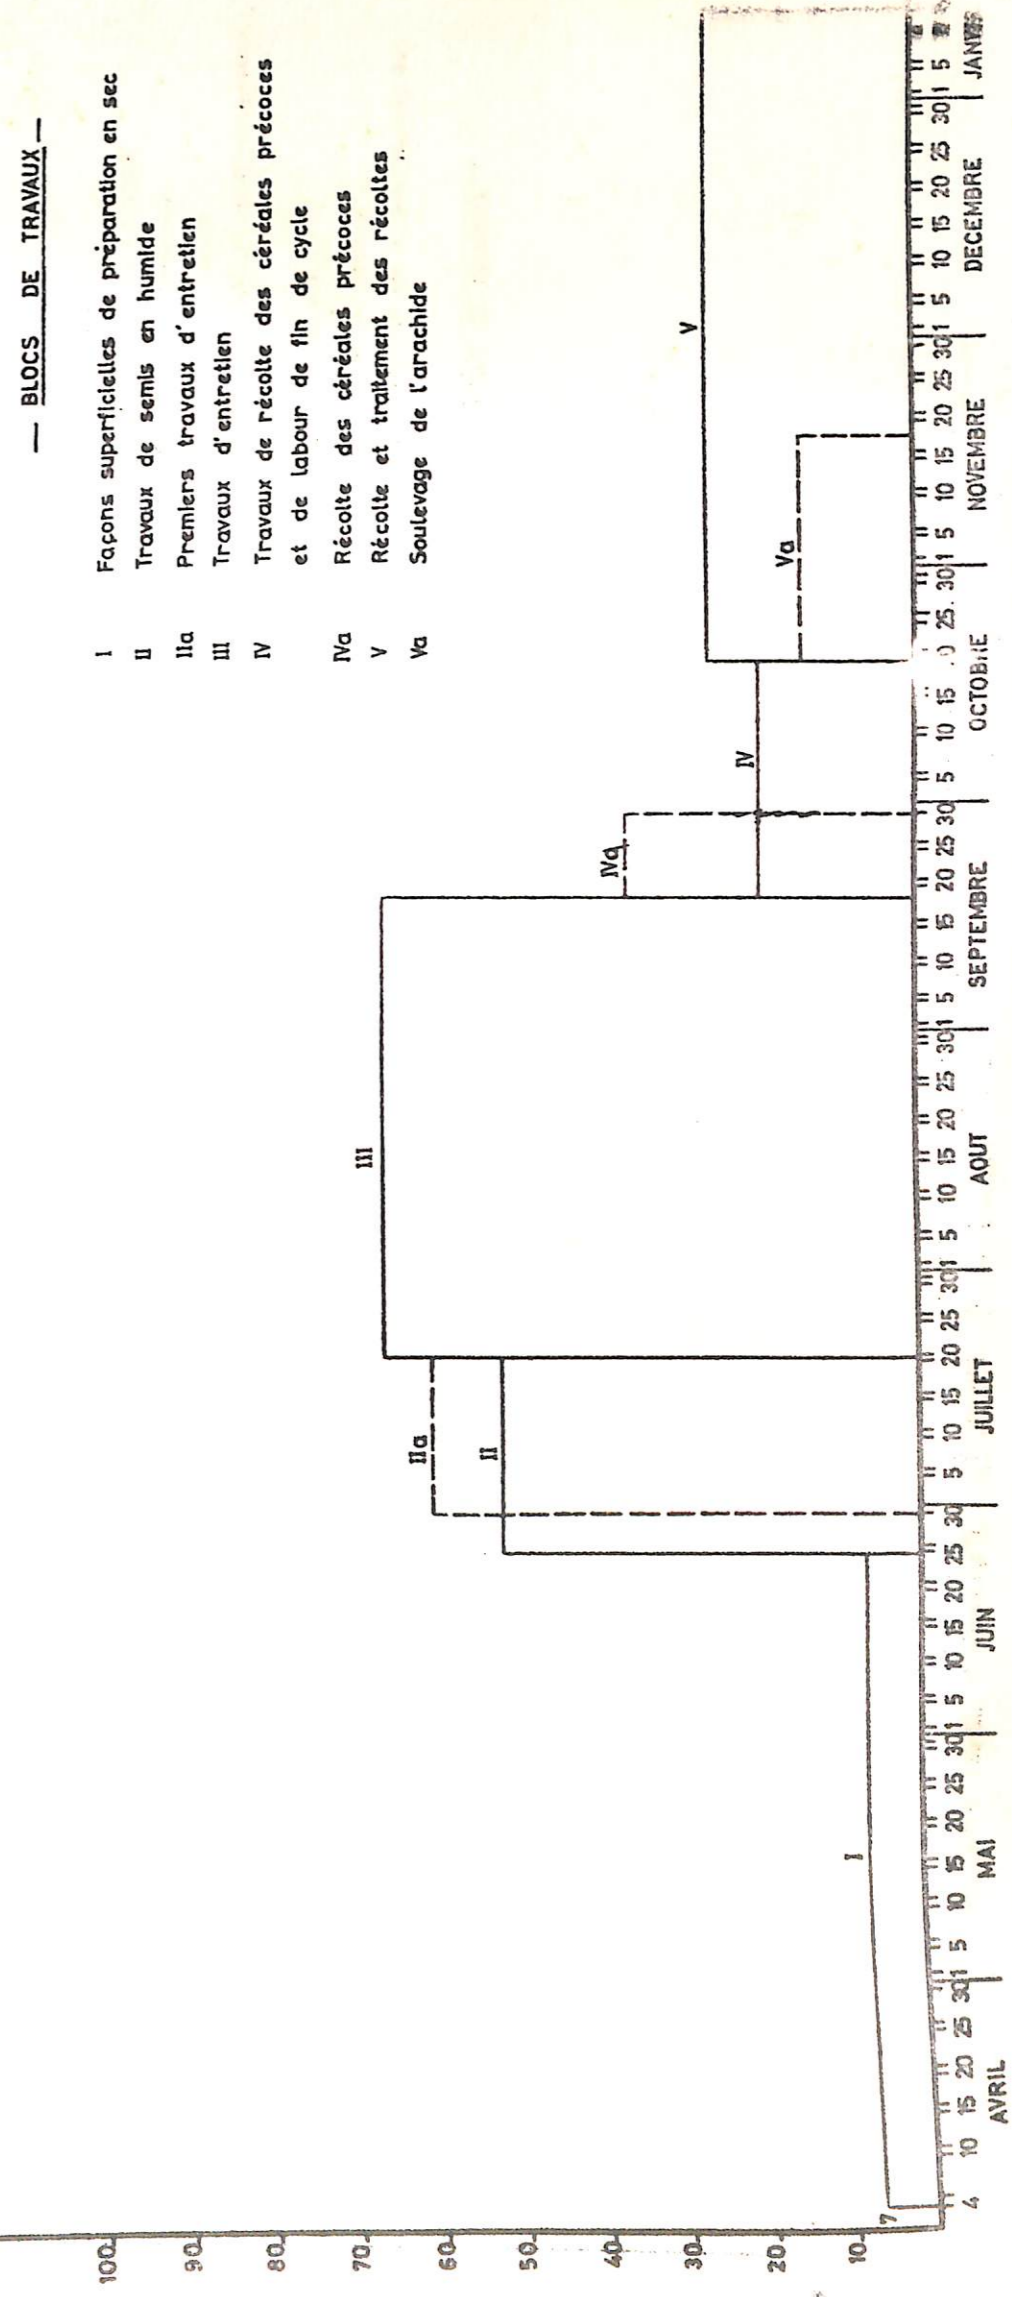 — BLOCS DE TRAVAUX —
I Façons superficielles de préparation en sec
II Travaux de semis en humide
IIa Premiers travaux d'entretien
III Travaux d'entretien
IV Travaux de récolte des céréales précoces
et de labour de fin de cycle
IVa Récolte des céréales précoces
V Récolte et traitement des récoltes
Va Soulevage de l'arachide
100
90
80
70
60
50
40
30
20
10
7
I
II
IIa
III
IV
IVa
V
Va
4 10 15 20 25 30 1 5 10 15 20 25 30 1 5 10 15 20 25 30 5 10 15 20 25 30 1 5 10 15 20 25 30 1 5 10 15 20 25 30 5 10 15 25 30 1 5 10 15 20 25 30 1 5 10 15 20 25 30 1 5
AVRIL MAI JUIN JUILLET AOUT SEPTEMBRE OCTOBRE NOVEMBRE DECEMBRE